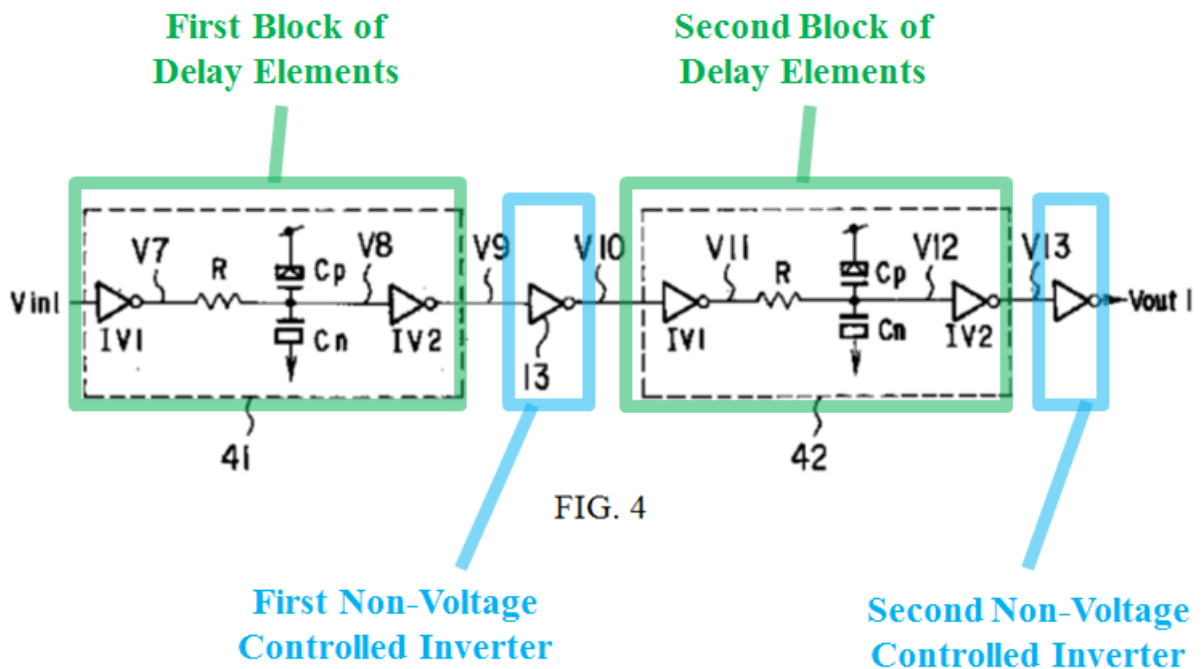 First Block of
Delay Elements
Second Block of
Delay Elements
V7
R
Cp
V8
V9
V10
V11
R
Cp
V12
V13
Vin1
IV1
Cn
IV2
13
IV1
Cn
IV2
Vout 1
41
42
FIG. 4
First Non-Voltage
Controlled Inverter
Second Non-Voltage
Controlled Inverter